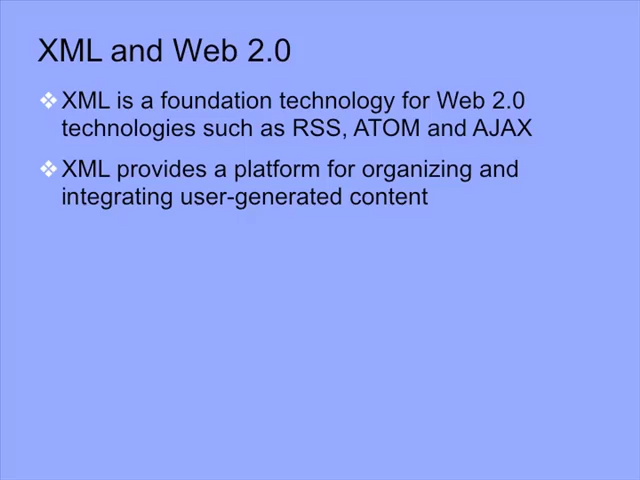 XML and Web 2.0
❖XML is a foundation technology for Web 2.0
technologies such as RSS, ATOM and AJAX
❖XML provides a platform for organizing and
integrating user-generated content